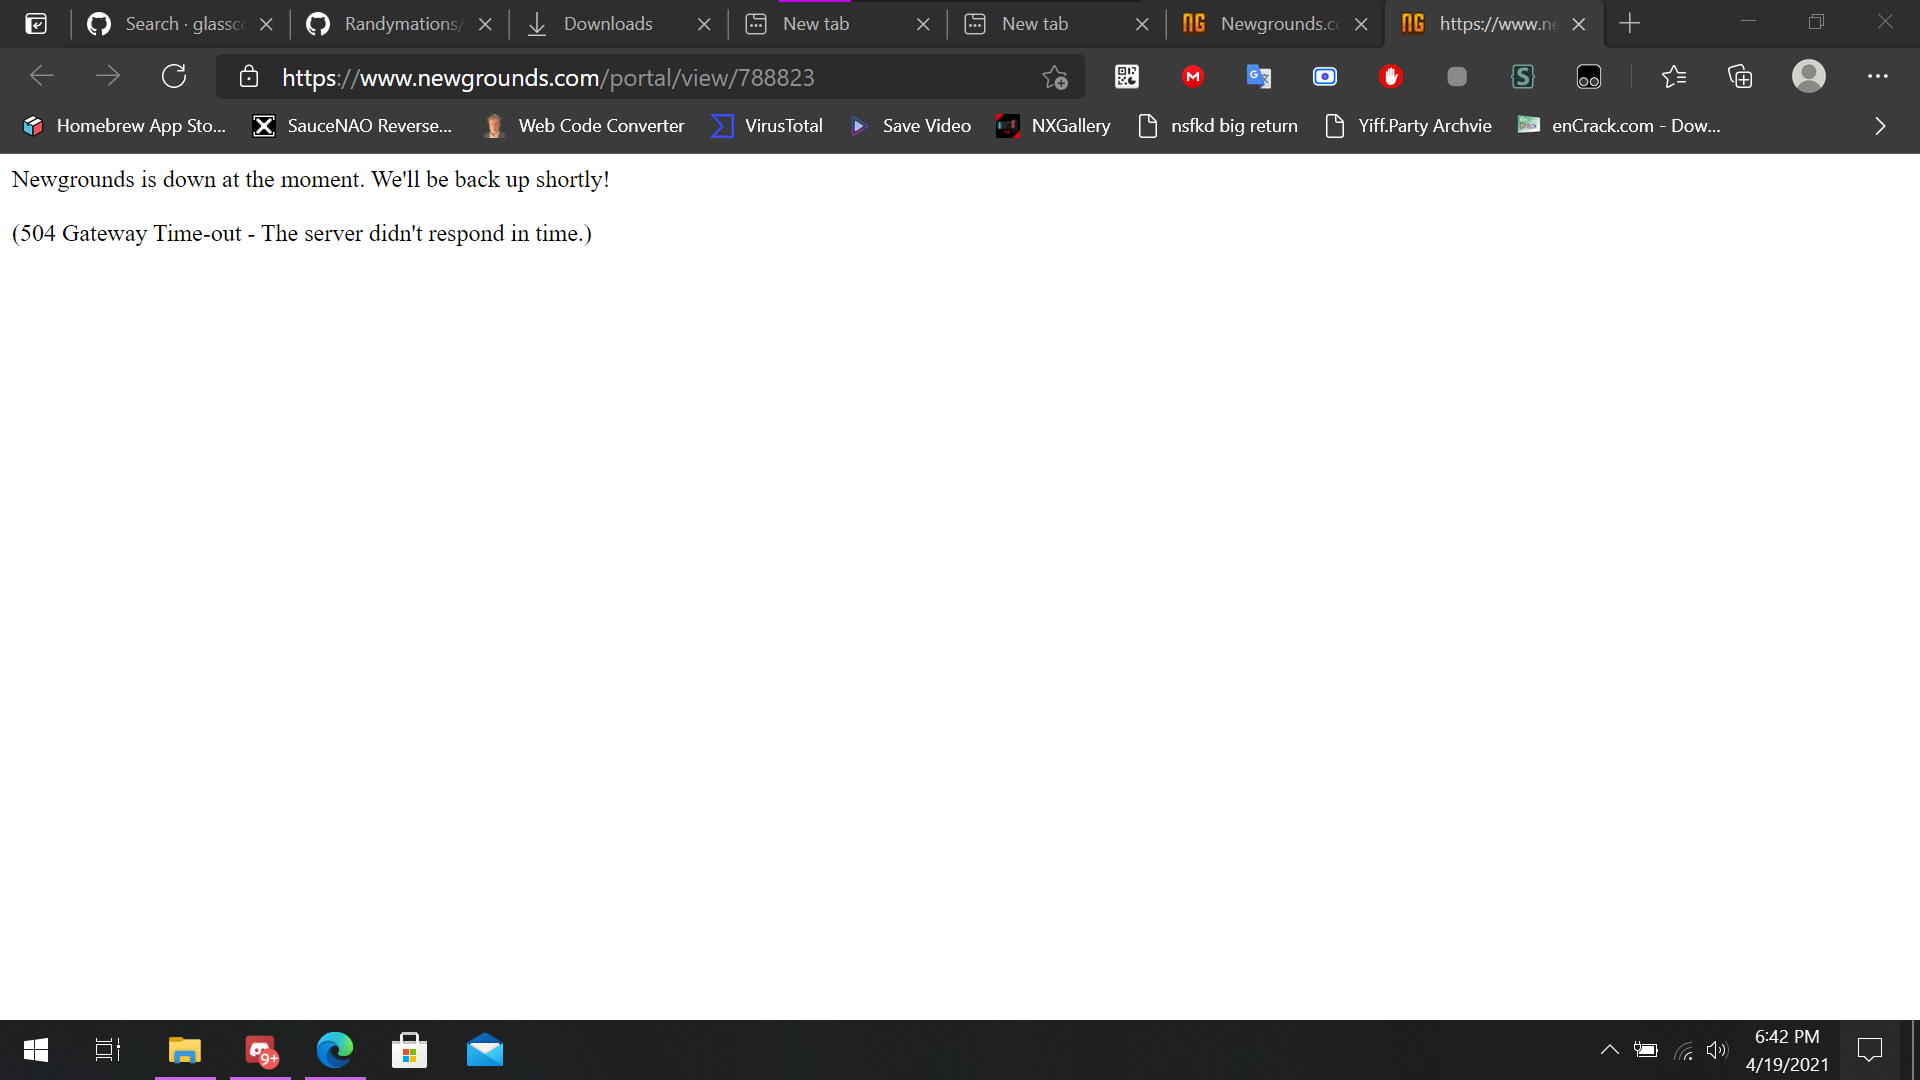 Search · glassco
Randymations/
Downloads
New tab
New tab
Newgrounds.co
https://www.ne
https://www.newgrounds.com/portal/view/788823
Homebrew App Sto...
SauceNAO Reverse...
Web Code Converter
VirusTotal
Save Video
NXGallery
nsfkd big return
Yiff.Party Archvie
enCrack.com - Dow...
Newgrounds is down at the moment. We'll be back up shortly!
(504 Gateway Time-out - The server didn't respond in time.)
9+
6:42 PM
4/19/2021